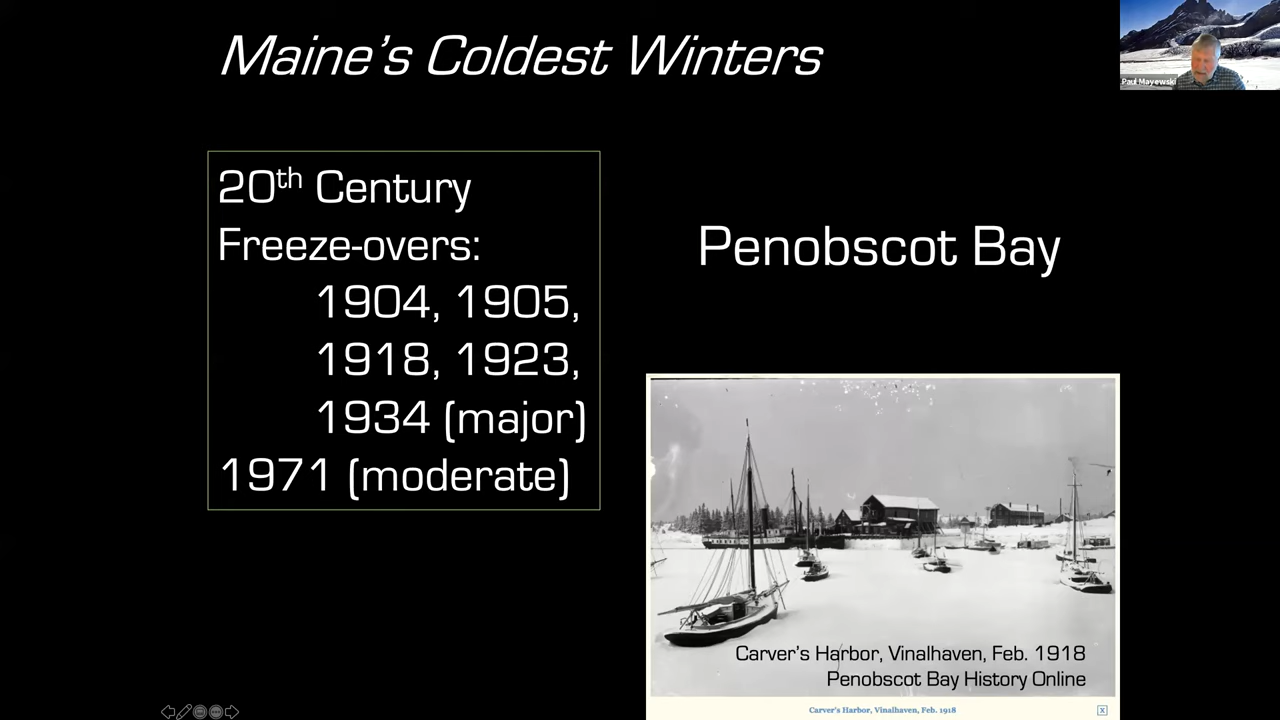 Maine's Coldest Winters
Paul Mayewski
20th Century
Freeze-overs:
1904, 1905,
1918, 1923,
1934 (major)
1971 (moderate)
Penobscot Bay
Carver's Harbor, Vinalhaven, Feb. 1918
Penobscot Bay History Online
Carver's Harbor, Vinalhaven, Feb. 1918
X